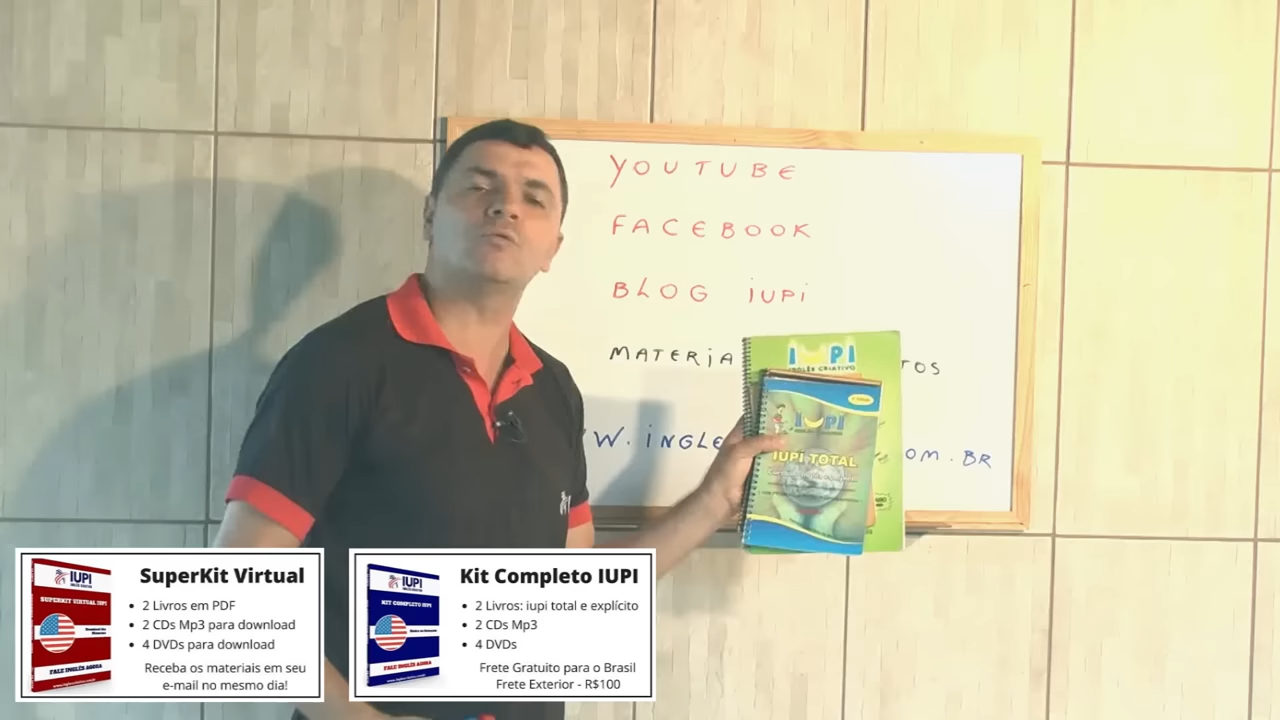 YOUTUBE
FACEBOOK
BLOG iUPi
MATERiA
TOS
W. iNGLE
OM.BR
IUPI
INGLÊS CRIATIVO
IUPI
IUPI TOTAL
IUPI
SUPERKIT VIRTUAL IUPI
FALE INGLÊS AGORA
SuperKit Virtual
• 2 Livros em PDF
• 2 CDs Mp3 para download
• 4 DVDs para download
Receba os materiais em seu
e-mail no mesmo dia!
IUPI
KIT COMPLETO IUPI
FALE INGLÊS AGORA
Kit Completo IUPI
• 2 Livros: iupi total e explícito
• 2 CDs Mp3
• 4 DVDs
Frete Gratuito para o Brasil
Frete Exterior - R$100